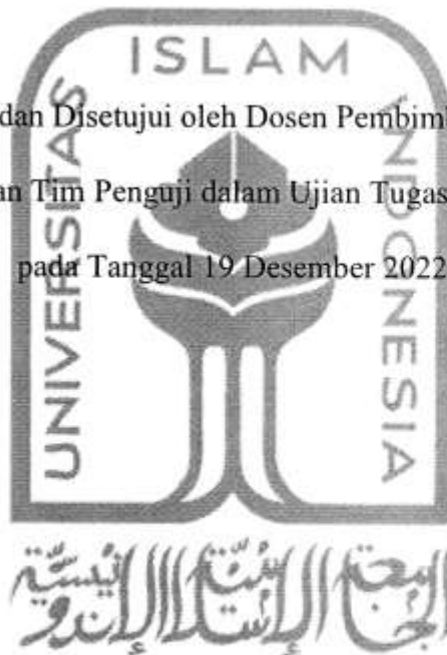 ISLAM
UNIVERSITAS
INDONESIA
dan Disetujui oleh Dosen Pembim
an Tim Penguji dalam Ujian Tugas
pada Tanggal 19 Desember 2022
الجامعة الإسلامية الإندونيسية